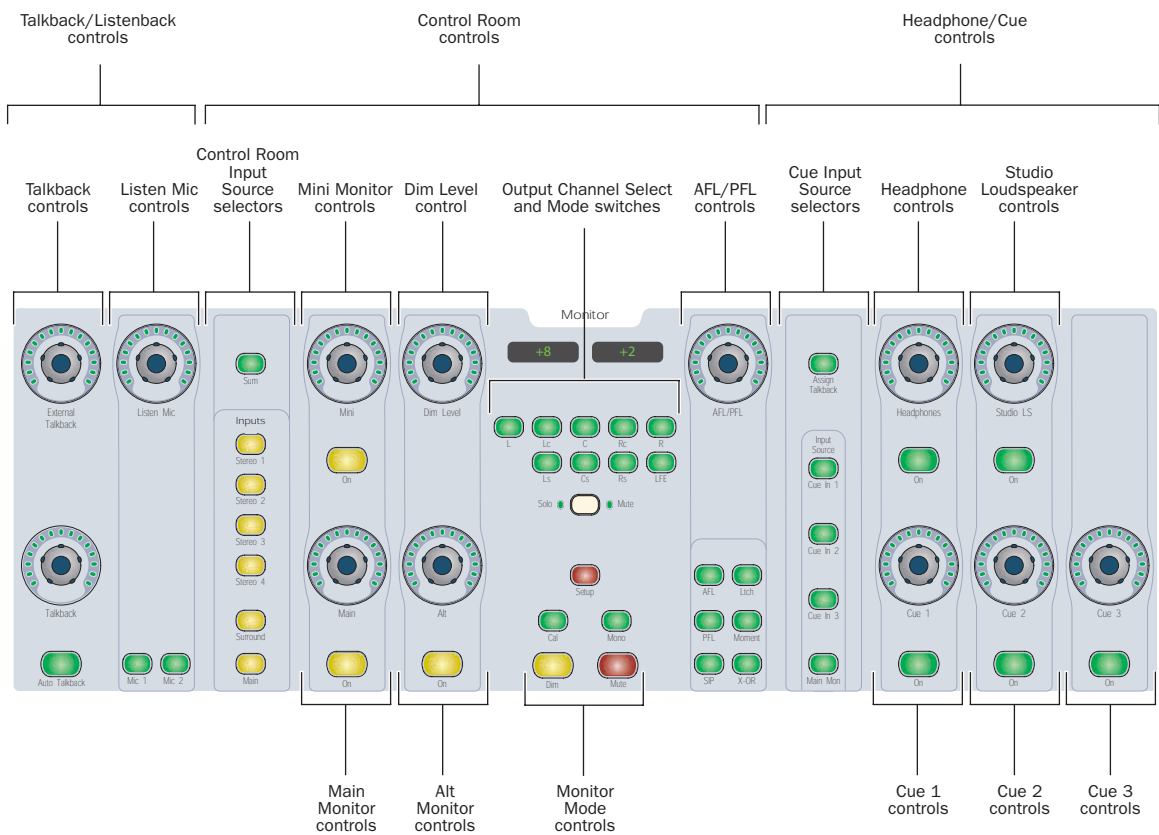 Talkback/Listenback
controls
Control Room
controls
Headphone/Cue
controls
Talkback
controls
Listen Mic
controls
Control Room
Input
Source
selectors
Mini Monitor
controls
Dim Level
control
Output Channel Select
and Mode switches
AFL/PFL
controls
Cue Input
Source
selectors
Headphone
controls
Studio
Loudspeaker
controls
Monitor
+8
+2
External
Talkback
Listen Mic
Sum
Mini
Dim Level
AFL/PFL
Assign
Talkback
Headphones
Studio LS
Inputs
Stereo 1
Stereo 2
Stereo 3
Stereo 4
Surround
Main
On
L
Lc
C
Rc
R
Ls
Cs
Rs
LFE
Solo
Mute
Input
Source
Cue In 1
Cue In 2
Cue In 3
Main Mon
On
On
Talkback
Auto Talkback
Mic 1
Mic 2
Main
On
Alt
On
Setup
Cal
Mono
Dim
Mute
AFL
Ltch
PFL
Moment
SIP
X-OR
Cue 1
On
Cue 2
On
Cue 3
On
Main
Monitor
controls
Alt
Monitor
controls
Monitor
Mode
controls
Cue 1
controls
Cue 2
controls
Cue 3
controls